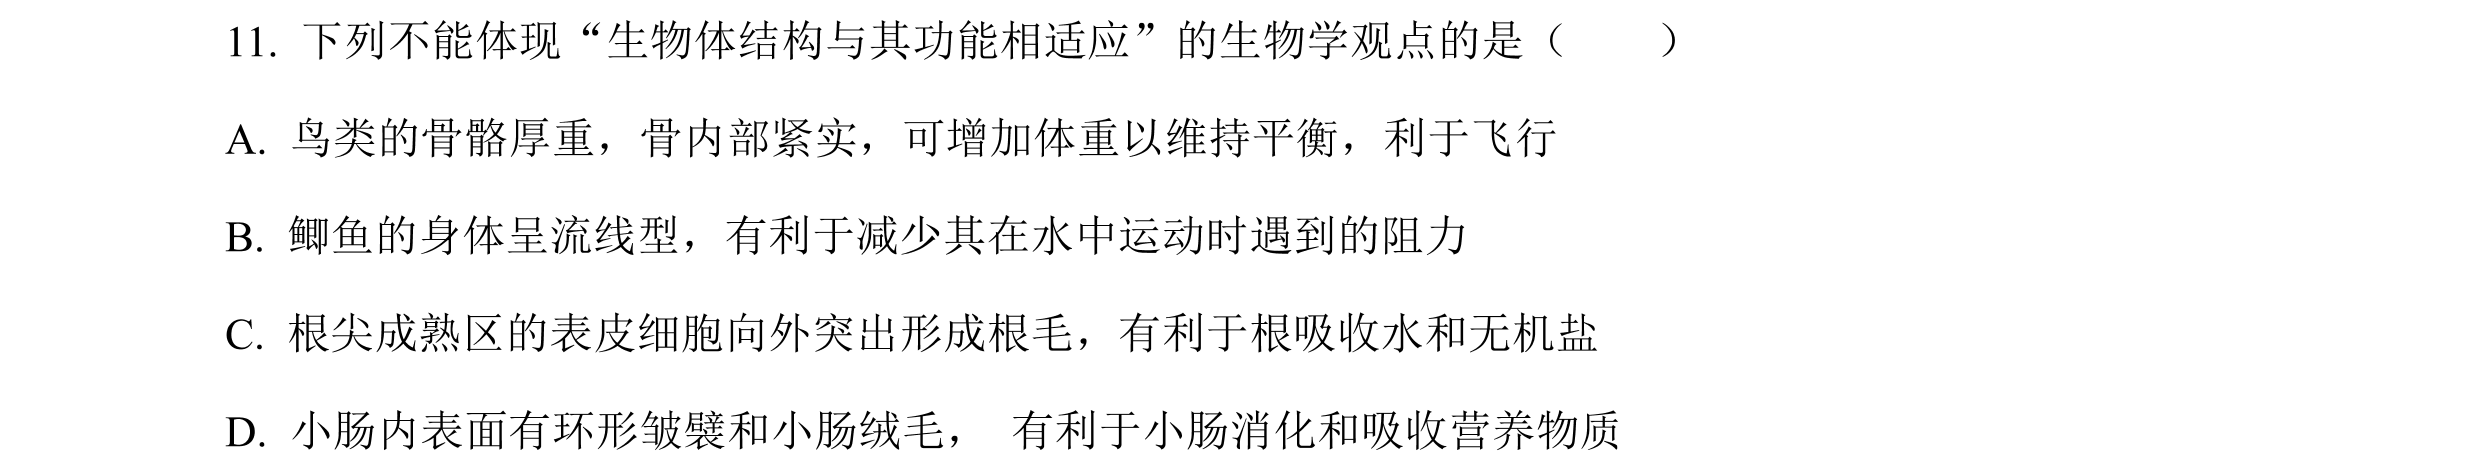 11. 下列不能体现“生物体结构与其功能相适应”的生物学观点的是（　　）
A. 鸟类的骨骼厚重，骨内部紧实，可增加体重以维持平衡，利于飞行
B. 鲫鱼的身体呈流线型，有利于减少其在水中运动时遇到的阻力
C. 根尖成熟区的表皮细胞向外突出形成根毛，有利于根吸收水和无机盐
D. 小肠内表面有环形皱襞和小肠绒毛， 有利于小肠消化和吸收营养物质